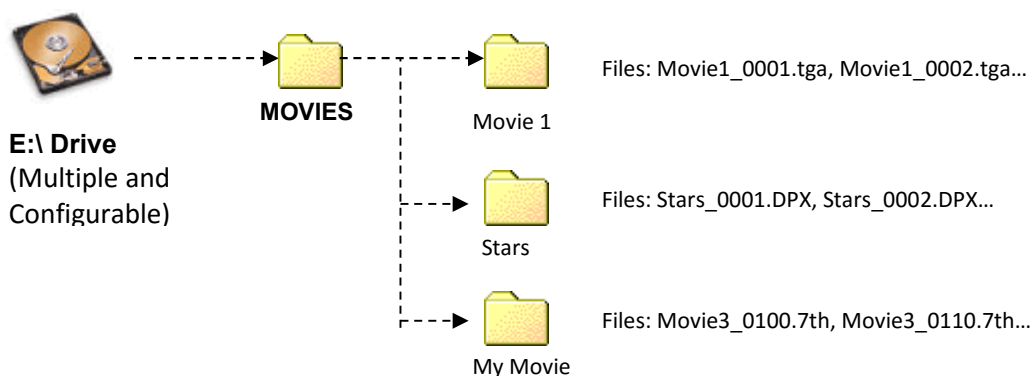 MOVIES
Files: Movie1_0001.tga, Movie1_0002.tga…
Movie 1
E:\ Drive
(Multiple and
Configurable)
Files: Stars_0001.DPX, Stars_0002.DPX…
Stars
Files: Movie3_0100.7th, Movie3_0110.7th…
My Movie